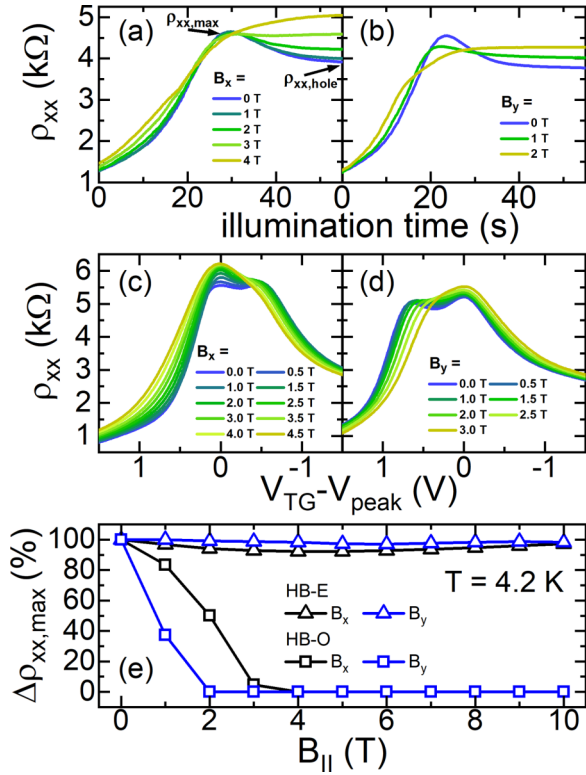 (a)
ρxx,max
ρxx,hole
Bx =
0 T
1 T
2 T
3 T
4 T
(b)
By =
0 T
1 T
2 T
5
4
3
2
1
ρxx (kΩ)
0 20 40 0 20 40
illumination time (s)
(c)
Bx =
0.0 T 0.5 T
1.0 T 1.5 T
2.0 T 2.5 T
3.0 T 3.5 T
4.0 T 4.5 T
(d)
By =
0.0 T 0.5 T
1.0 T 1.5 T
2.0 T 2.5 T
3.0 T
6
5
4
3
2
1
ρxx (kΩ)
1 0 -1 1 0 -1
VTG-Vpeak (V)
100
80
60
40
20
0
Δρxx,max (%)
T = 4.2 K
HB-E
Bx By
HB-O
Bx By
(e)
0 2 4 6 8 10
B|| (T)